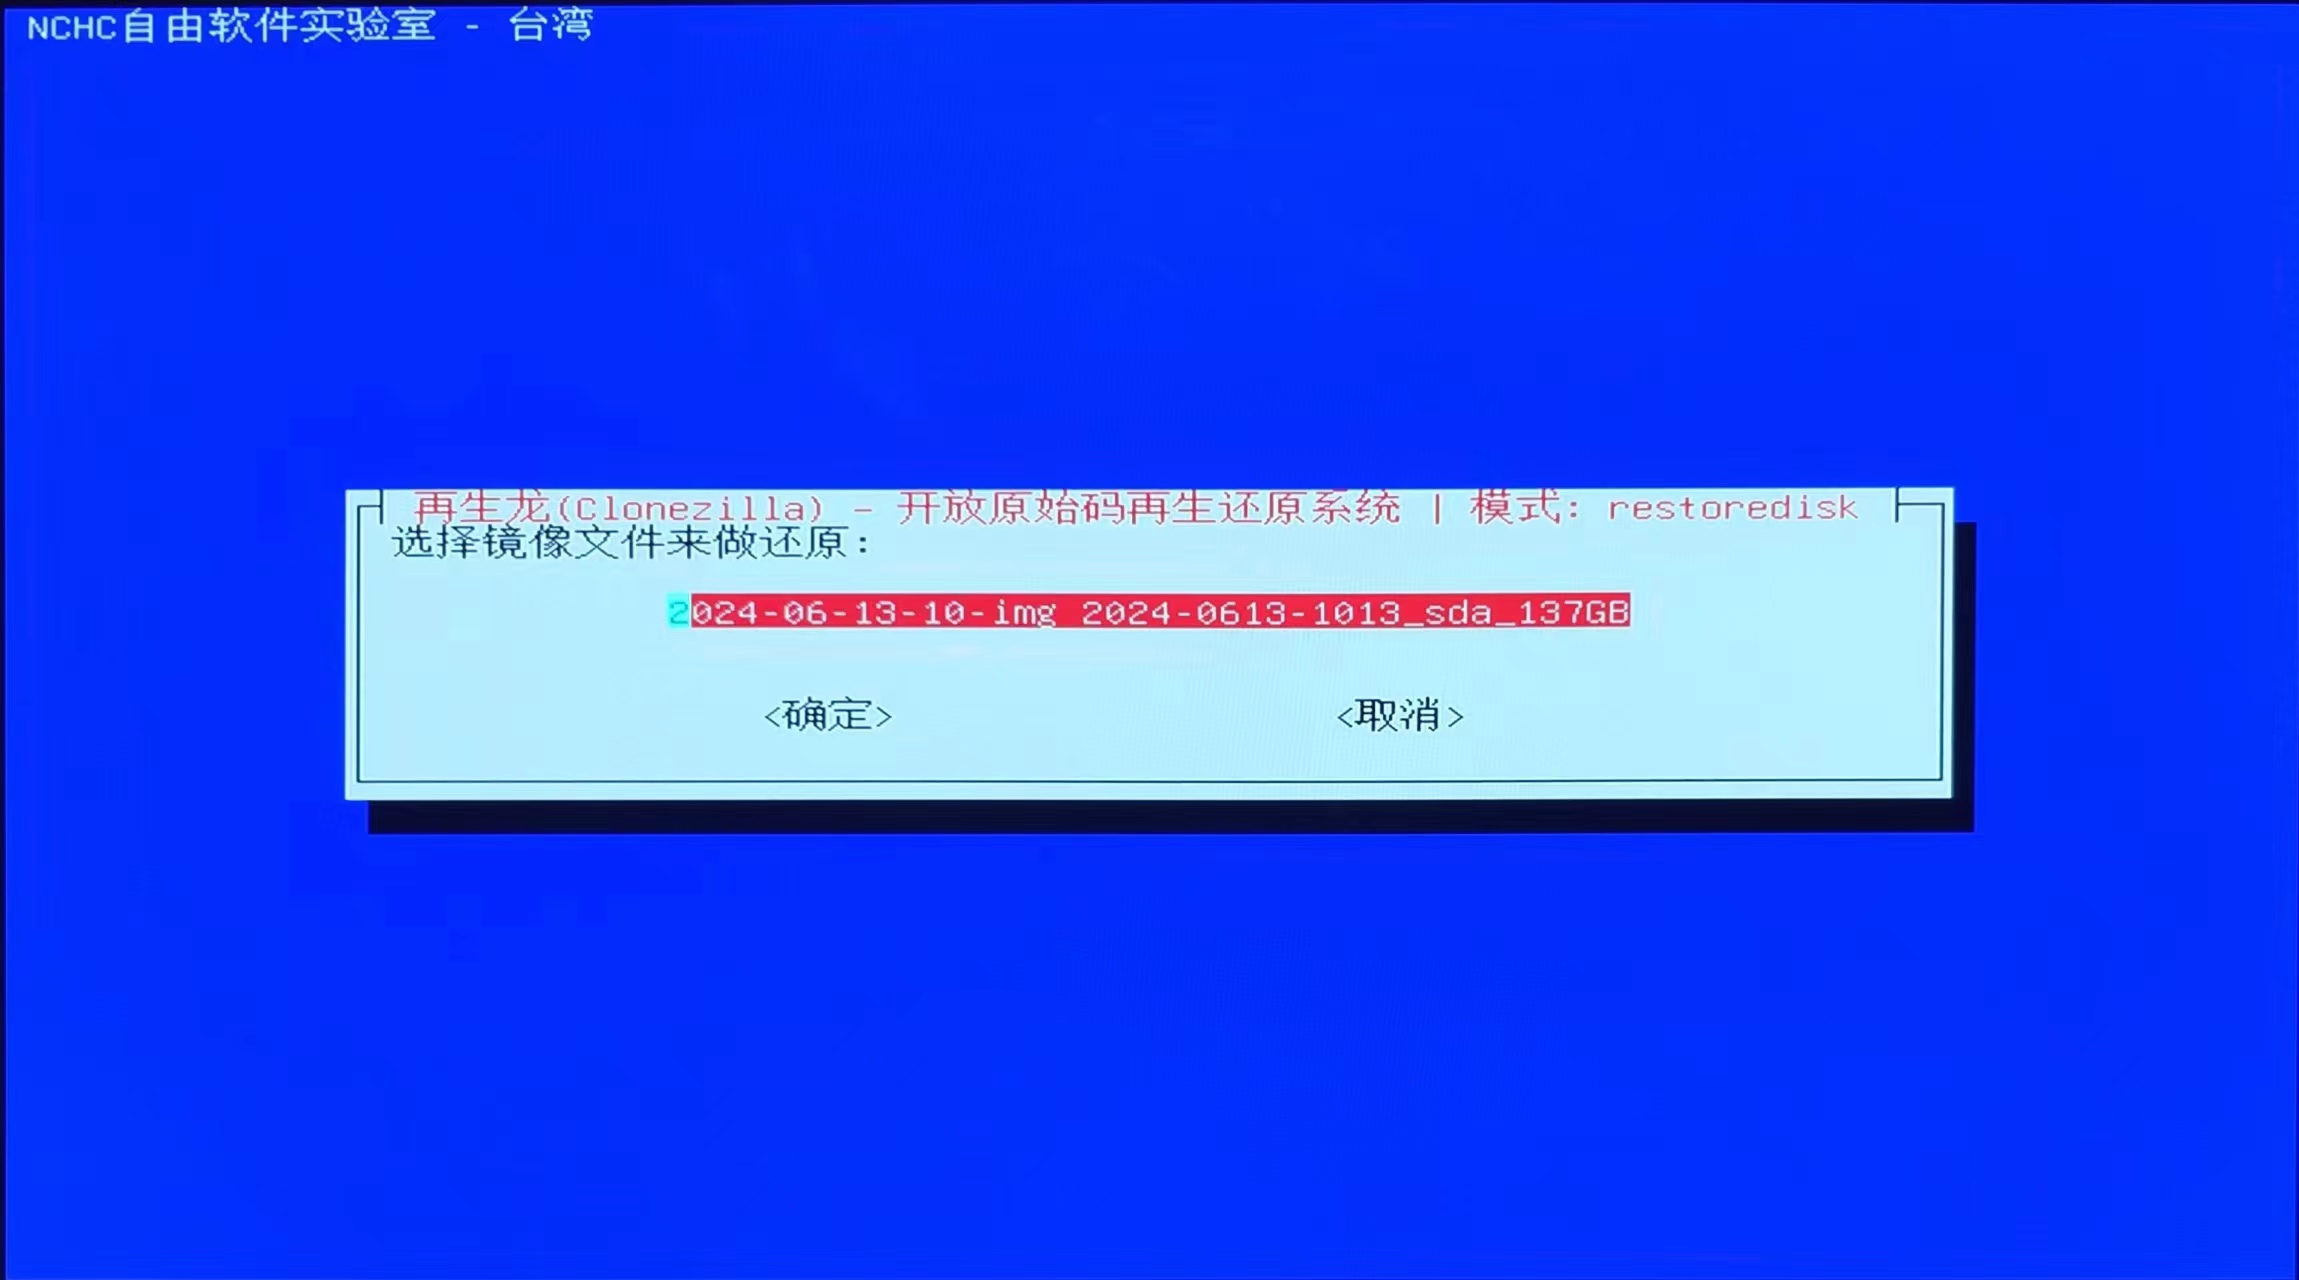 NCHC自由软件实验室 - 台湾
再生龙(Clonezilla) - 开放原始码再生还原系统 | 模式: restoredisk
选择镜像文件来做还原:
2024-06-13-10-img 2024-0613-1013_sda_137GB
<确定> <取消>